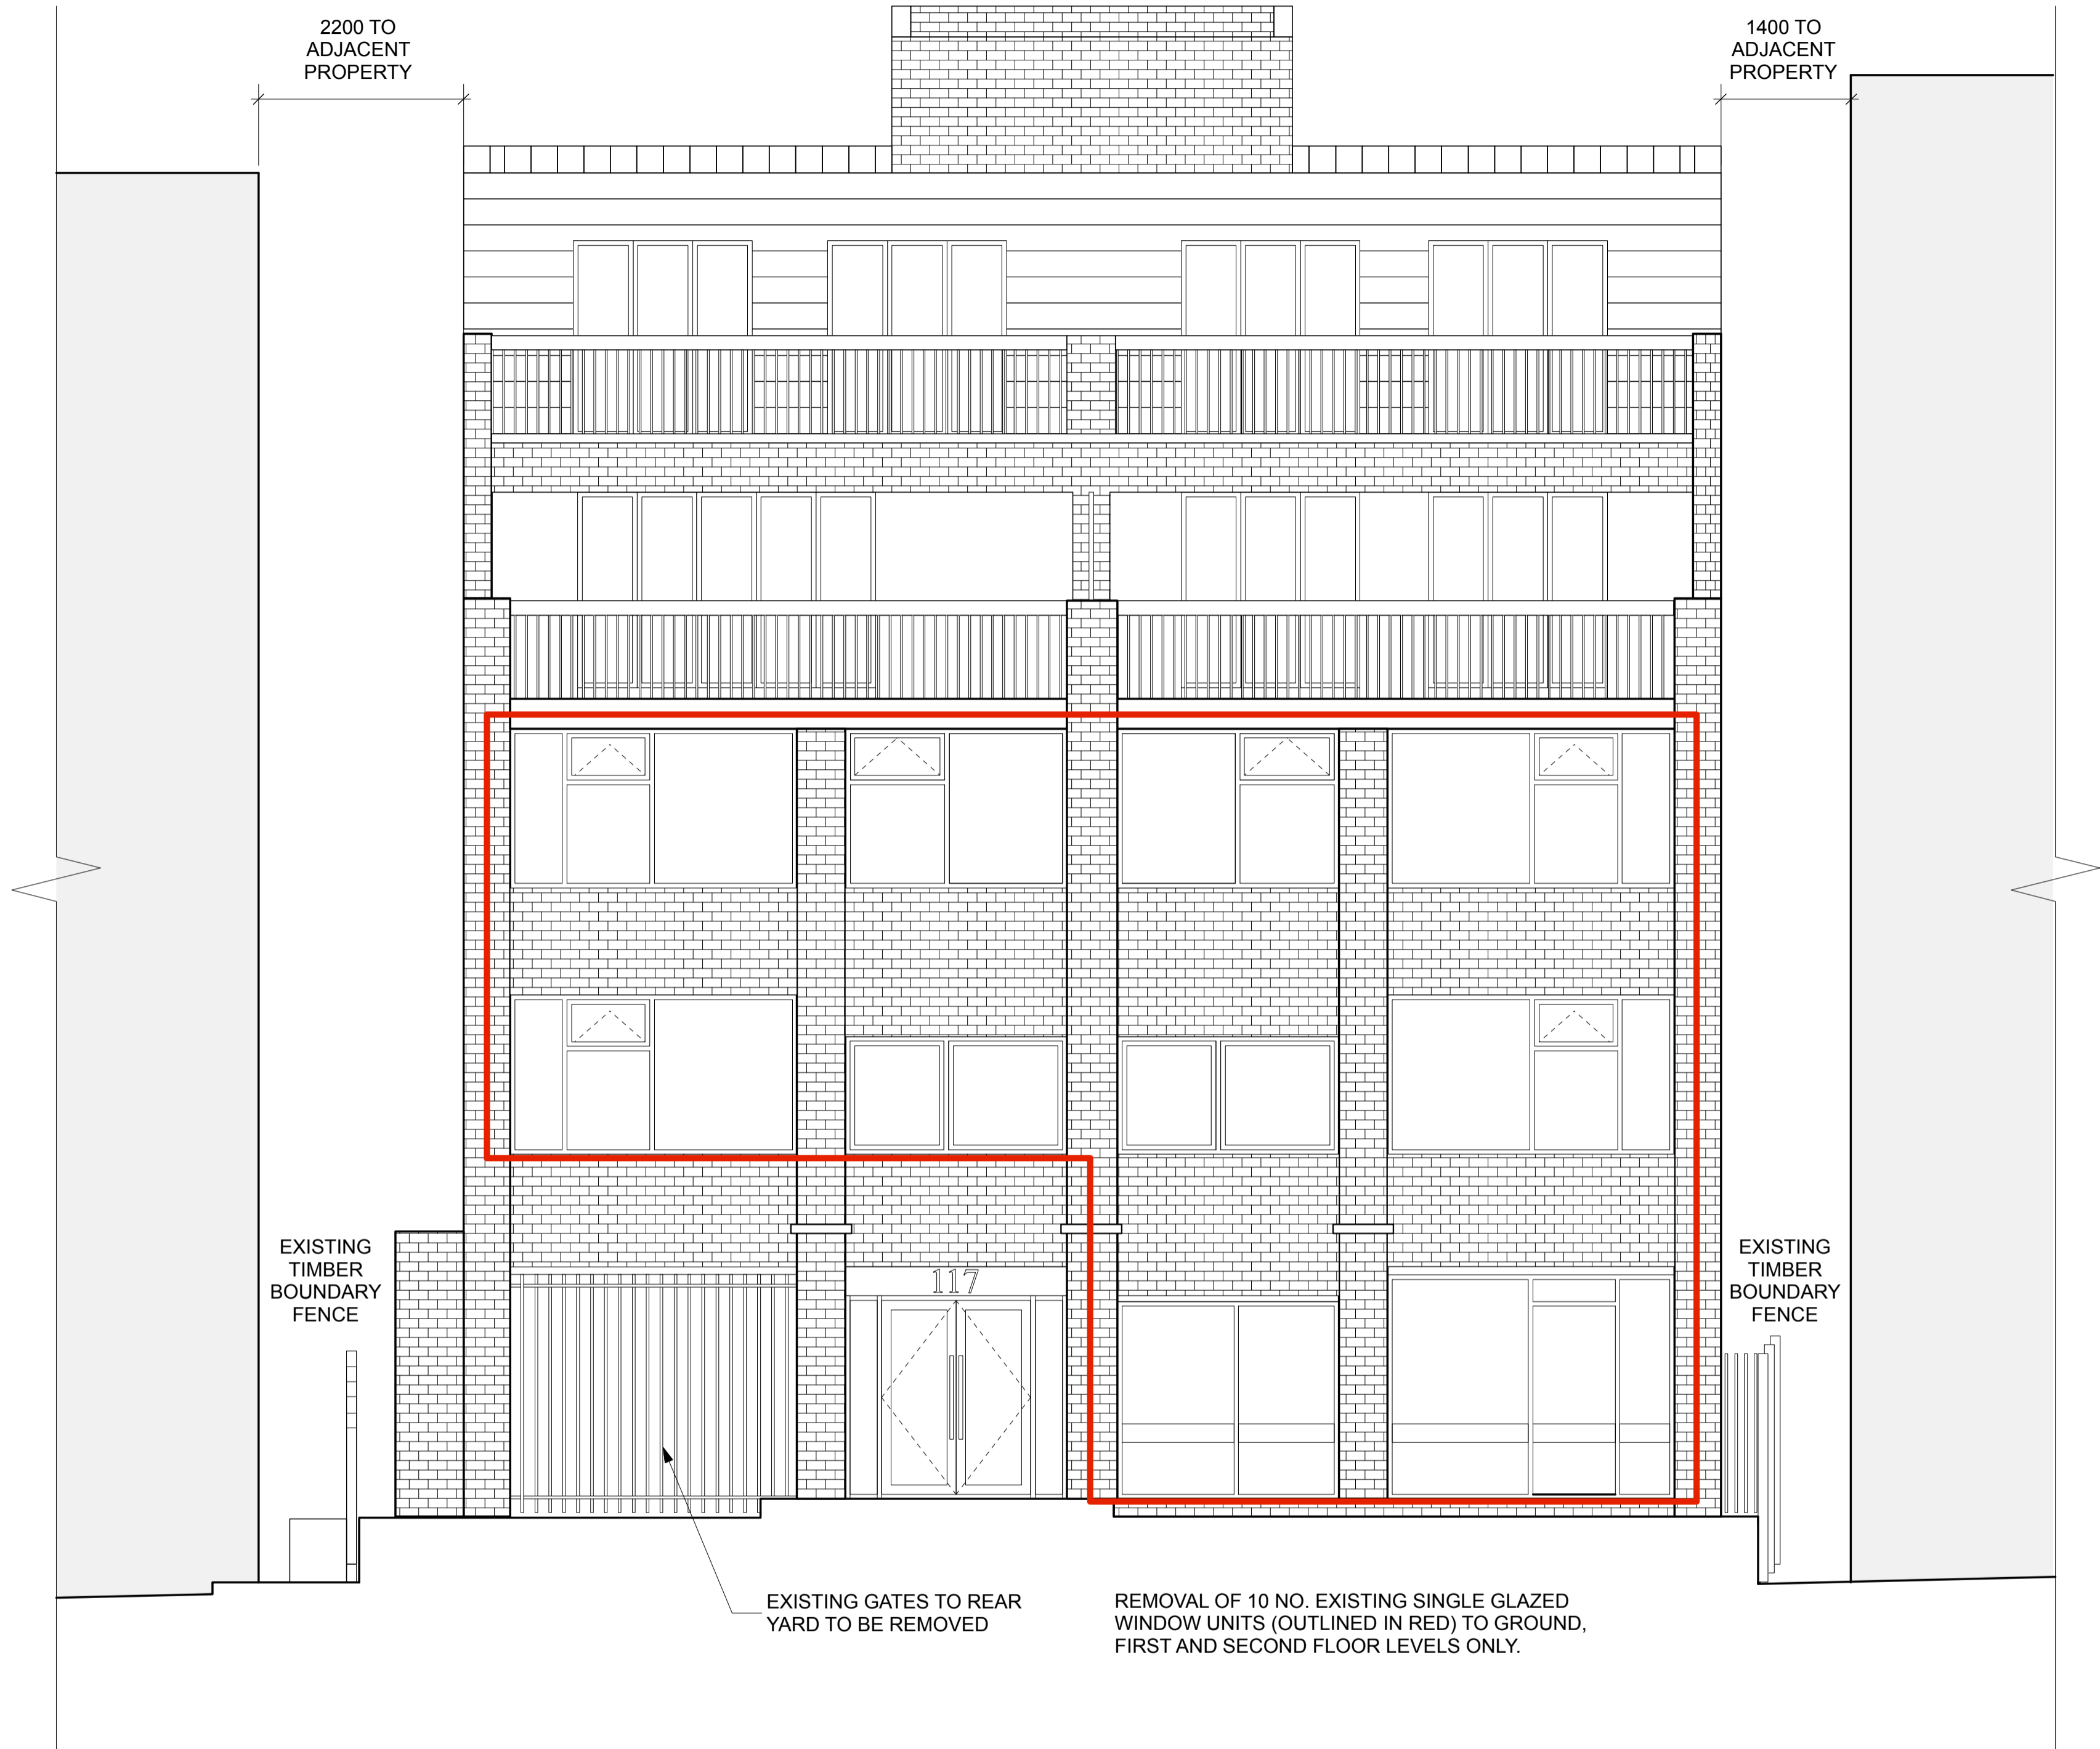 2200 TO
ADJACENT
PROPERTY
1400 TO
ADJACENT
PROPERTY
EXISTING
TIMBER
BOUNDARY
FENCE
117
EXISTING
TIMBER
BOUNDARY
FENCE
EXISTING GATES TO REAR
YARD TO BE REMOVED
REMOVAL OF 10 NO. EXISTING SINGLE GLAZED
WINDOW UNITS (OUTLINED IN RED) TO GROUND,
FIRST AND SECOND FLOOR LEVELS ONLY.